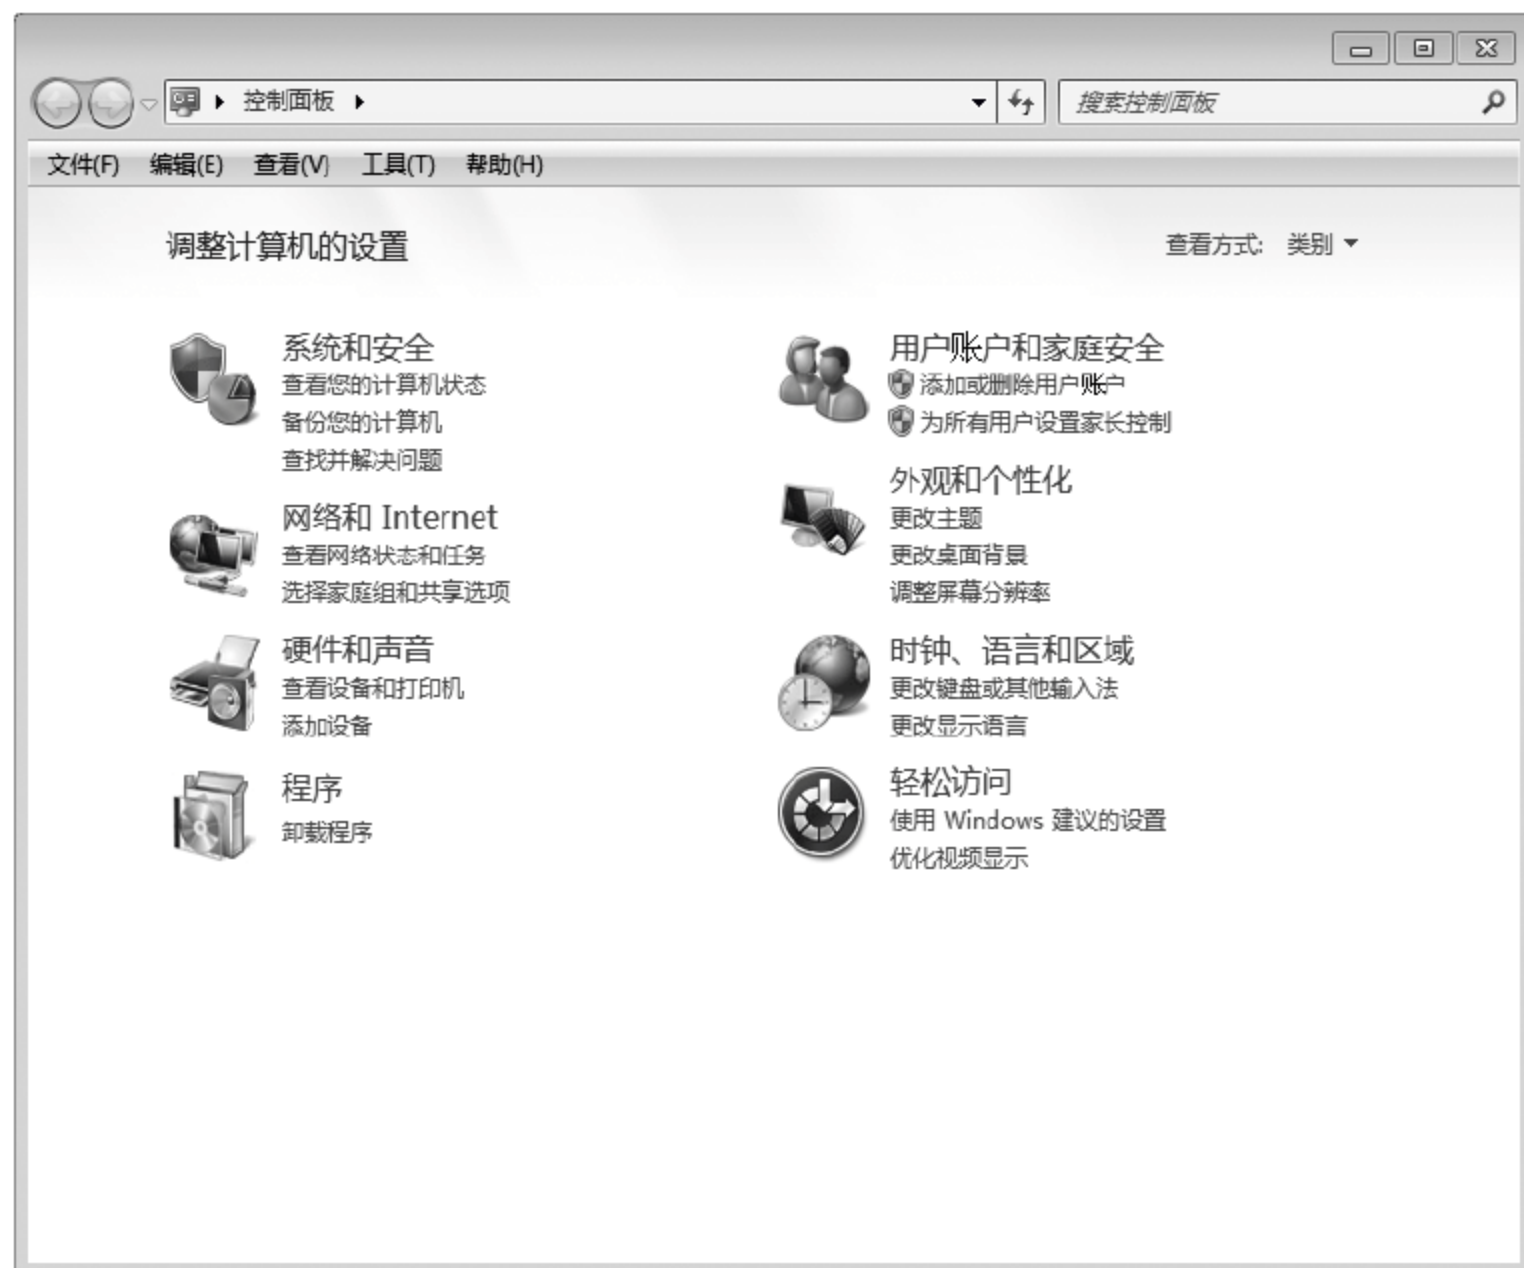 控制面板
搜索控制面板
文件(F) 编辑(E) 查看(V) 工具(T) 帮助(H)
调整计算机的设置
查看方式: 类别
系统和安全
查看您的计算机状态
备份您的计算机
查找并解决问题
网络和 Internet
查看网络状态和任务
选择家庭组和共享选项
硬件和声音
查看设备和打印机
添加设备
程序
卸载程序
用户账户和家庭安全
添加或删除用户账户
为所有用户设置家长控制
外观和个性化
更改主题
更改桌面背景
调整屏幕分辨率
时钟、语言和区域
更改键盘或其他输入法
更改显示语言
轻松访问
使用 Windows 建议的设置
优化视频显示